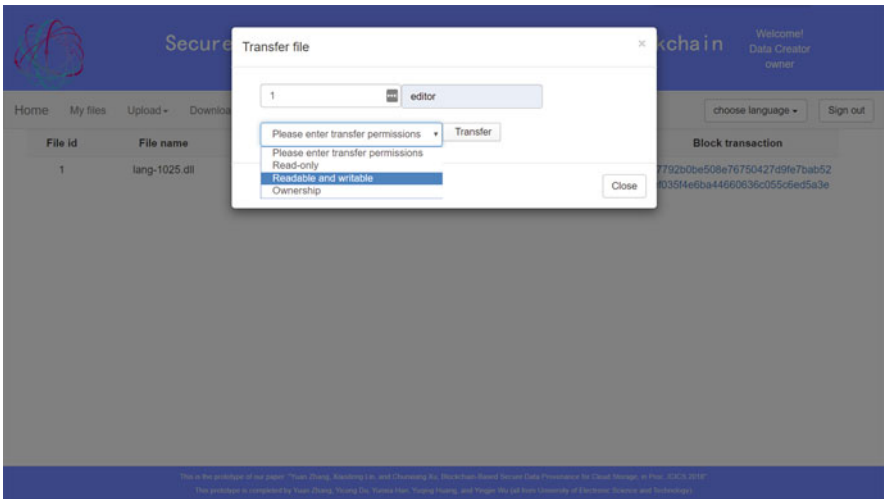 Secure
kchain
Welcome!
Data Creator
owner
Transfer file
×
1
editor
Please enter transfer permissions
Transfer
Please enter transfer permissions
Read-only
Readable and writable
Ownership
Close
Home My files Upload Downloa
choose language Sign out
File id File name Block transaction
1 lang-1025.dll 7792b0be508e76750427d9fe7bab52
f035f4e6ba44660636c055c6ed5a3e
This is the prototype of our paper: "Yuan Zhang, Xiaodong Lin, and Chunxiang Xu, Blockchain-Based Secure Data Provenance for Cloud Storage, in Proc. ICICS 2018"
This prototype is completed by Yuan Zhang, Yicong Du, Yunna Han, Yuqing Huang, and Yingjie Wu (all from University of Electronic Science and Technology)